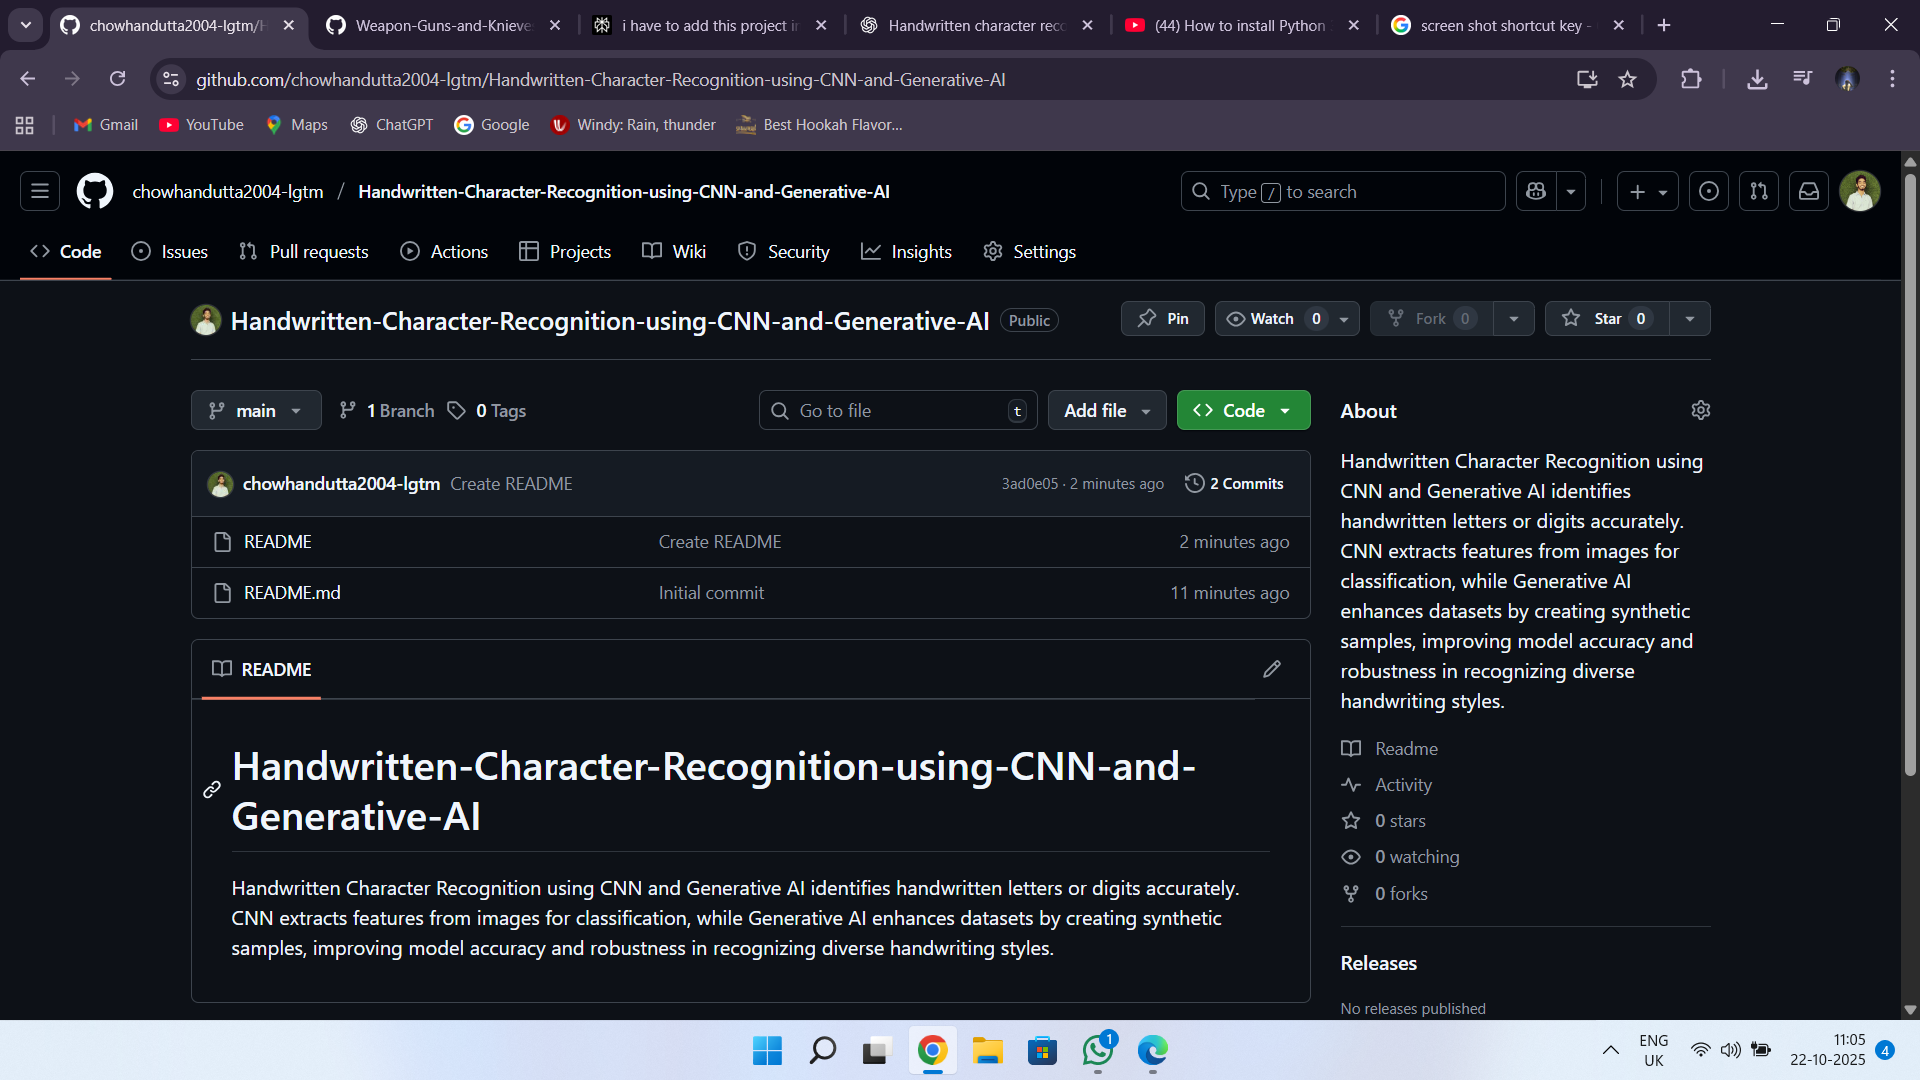 chowhandutta2004-lgtm/H
Weapon-Guns-and-Knieve
i have to add this project in
Handwritten character reco
(44) How to install Python
screen shot shortcut key -
github.com/chowhandutta2004-lgtm/Handwritten-Character-Recognition-using-CNN-and-Generative-AI
Gmail YouTube Maps ChatGPT Google Windy: Rain, thunder Best Hookah Flavor...
chowhandutta2004-lgtm / Handwritten-Character-Recognition-using-CNN-and-Generative-AI
Type / to search
Code Issues Pull requests Actions Projects Wiki Security Insights Settings
Handwritten-Character-Recognition-using-CNN-and-Generative-AI Public
Pin Watch 0 Fork 0 Star 0
main 1 Branch 0 Tags
Go to file t Add file Code
chowhandutta2004-lgtm Create README 3ad0e05 · 2 minutes ago 2 Commits
README Create README 2 minutes ago
README.md Initial commit 11 minutes ago
README
Handwritten-Character-Recognition-using-CNN-and-
Generative-AI
Handwritten Character Recognition using CNN and Generative AI identifies handwritten letters or digits accurately.
CNN extracts features from images for classification, while Generative AI enhances datasets by creating synthetic
samples, improving model accuracy and robustness in recognizing diverse handwriting styles.
About
Handwritten Character Recognition using
CNN and Generative AI identifies
handwritten letters or digits accurately.
CNN extracts features from images for
classification, while Generative AI
enhances datasets by creating synthetic
samples, improving model accuracy and
robustness in recognizing diverse
handwriting styles.
Readme
Activity
0 stars
0 watching
0 forks
Releases
No releases published
1
ENG
UK
11:05
22-10-2025
4